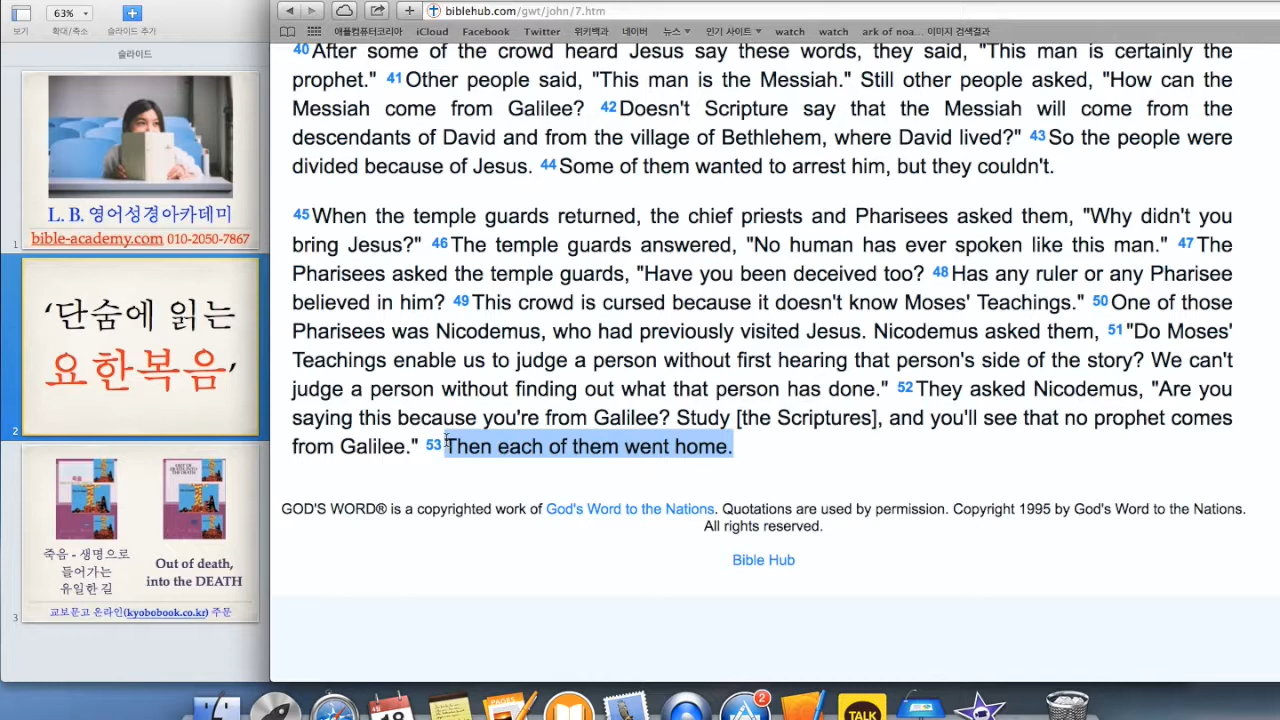 63%
biblehub.com/gwt/john/7.htm
보기
확대/축소
슬라이드 추가
애플컴퓨터코리아 iCloud Facebook Twitter 위키백과 네이버 뉴스 인기 사이트 watch watch ark of noa... 이미지 검색결과
슬라이드
L. B. 영어성경아카데미
bible-academy.com 010-2050-7867
1
'단숨에 읽는
요한복음'
2
죽음 - 생명으로
들어가는
유일한 길
Out of death,
into the DEATH
교보문고 온라인(kyobobook.co.kr) 주문
3
40 After some of the crowd heard Jesus say these words, they said, "This man is certainly the
prophet." 41 Other people said, "This man is the Messiah." Still other people asked, "How can the
Messiah come from Galilee? 42 Doesn't Scripture say that the Messiah will come from the
descendants of David and from the village of Bethlehem, where David lived?" 43 So the people were
divided because of Jesus. 44 Some of them wanted to arrest him, but they couldn't.
45 When the temple guards returned, the chief priests and Pharisees asked them, "Why didn't you
bring Jesus?" 46 The temple guards answered, "No human has ever spoken like this man." 47 The
Pharisees asked the temple guards, "Have you been deceived too? 48 Has any ruler or any Pharisee
believed in him? 49 This crowd is cursed because it doesn't know Moses' Teachings." 50 One of those
Pharisees was Nicodemus, who had previously visited Jesus. Nicodemus asked them, 51 "Do Moses'
Teachings enable us to judge a person without first hearing that person's side of the story? We can't
judge a person without finding out what that person has done." 52 They asked Nicodemus, "Are you
saying this because you're from Galilee? Study [the Scriptures], and you'll see that no prophet comes
from Galilee." 53 Then each of them went home.
GOD'S WORD® is a copyrighted work of God's Word to the Nations. Quotations are used by permission. Copyright 1995 by God's Word to the Nations.
All rights reserved.
Bible Hub
2
18
PAGES
TALK